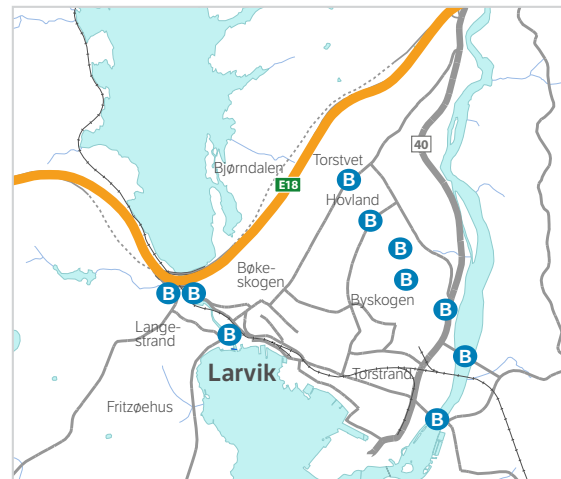 40
Torstvet
Bjørndalen
B
E18
Hovland
B
B
Bøke-
skogen
B
B
B
Byskogen
B
Lange-
strand
B
B
Larvik
Torstrand
Fritzøehus
B